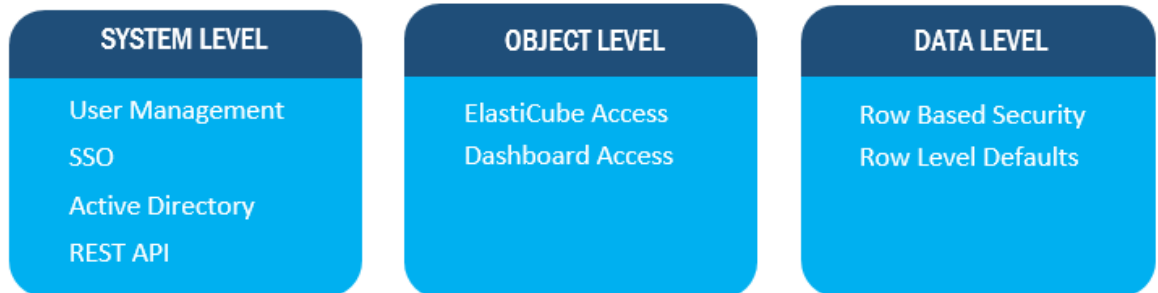 SYSTEM LEVEL
User Management
SSO
Active Directory
REST API
OBJECT LEVEL
ElastiCube Access
Dashboard Access
DATA LEVEL
Row Based Security
Row Level Defaults